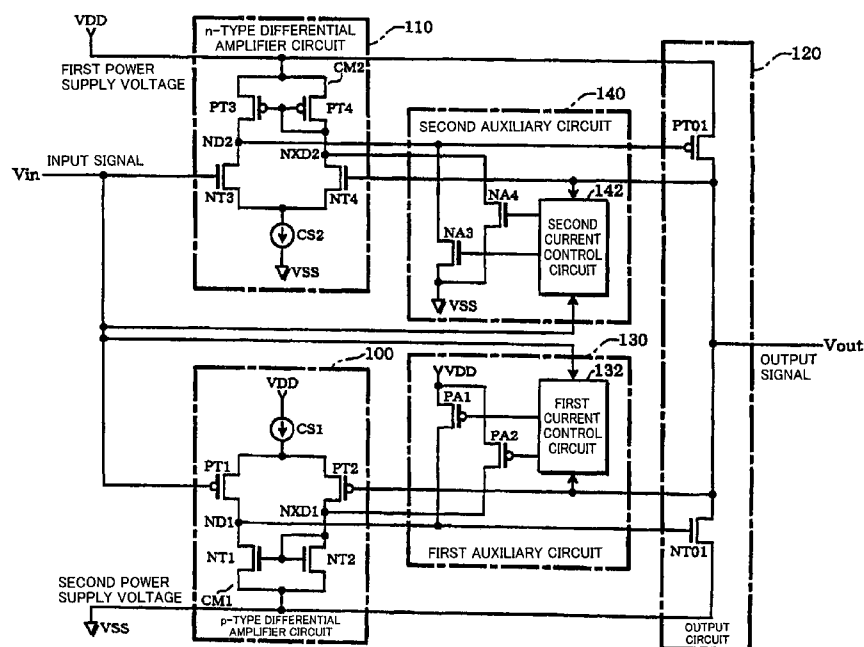 VDD
n-TYPE DIFFERENTIAL
AMPLIFIER CIRCUIT
110
120
FIRST POWER
SUPPLY VOLTAGE
CM2
PT3
PT4
140
SECOND AUXILIARY CIRCUIT
PT01
ND2
NXD2
INPUT SIGNAL
Vin
NT3
NT4
NA4
142
SECOND
CURRENT
CONTROL
CIRCUIT
CS2
NA3
VSS
VSS
130
Vout
OUTPUT
SIGNAL
100
VDD
VDD
132
FIRST
CURRENT
CONTROL
CIRCUIT
PA1
PA2
CS1
PT1
PT2
NXD1
ND1
NT1
NT2
NT01
FIRST AUXILIARY CIRCUIT
SECOND POWER
SUPPLY VOLTAGE
CM1
VSS
p-TYPE DIFFERENTIAL
AMPLIFIER CIRCUIT
OUTPUT
CIRCUIT